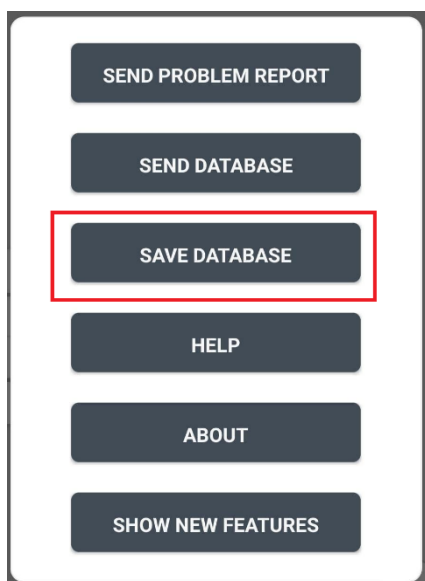 SEND PROBLEM REPORT
SEND DATABASE
SAVE DATABASE
HELP
ABOUT
SHOW NEW FEATURES